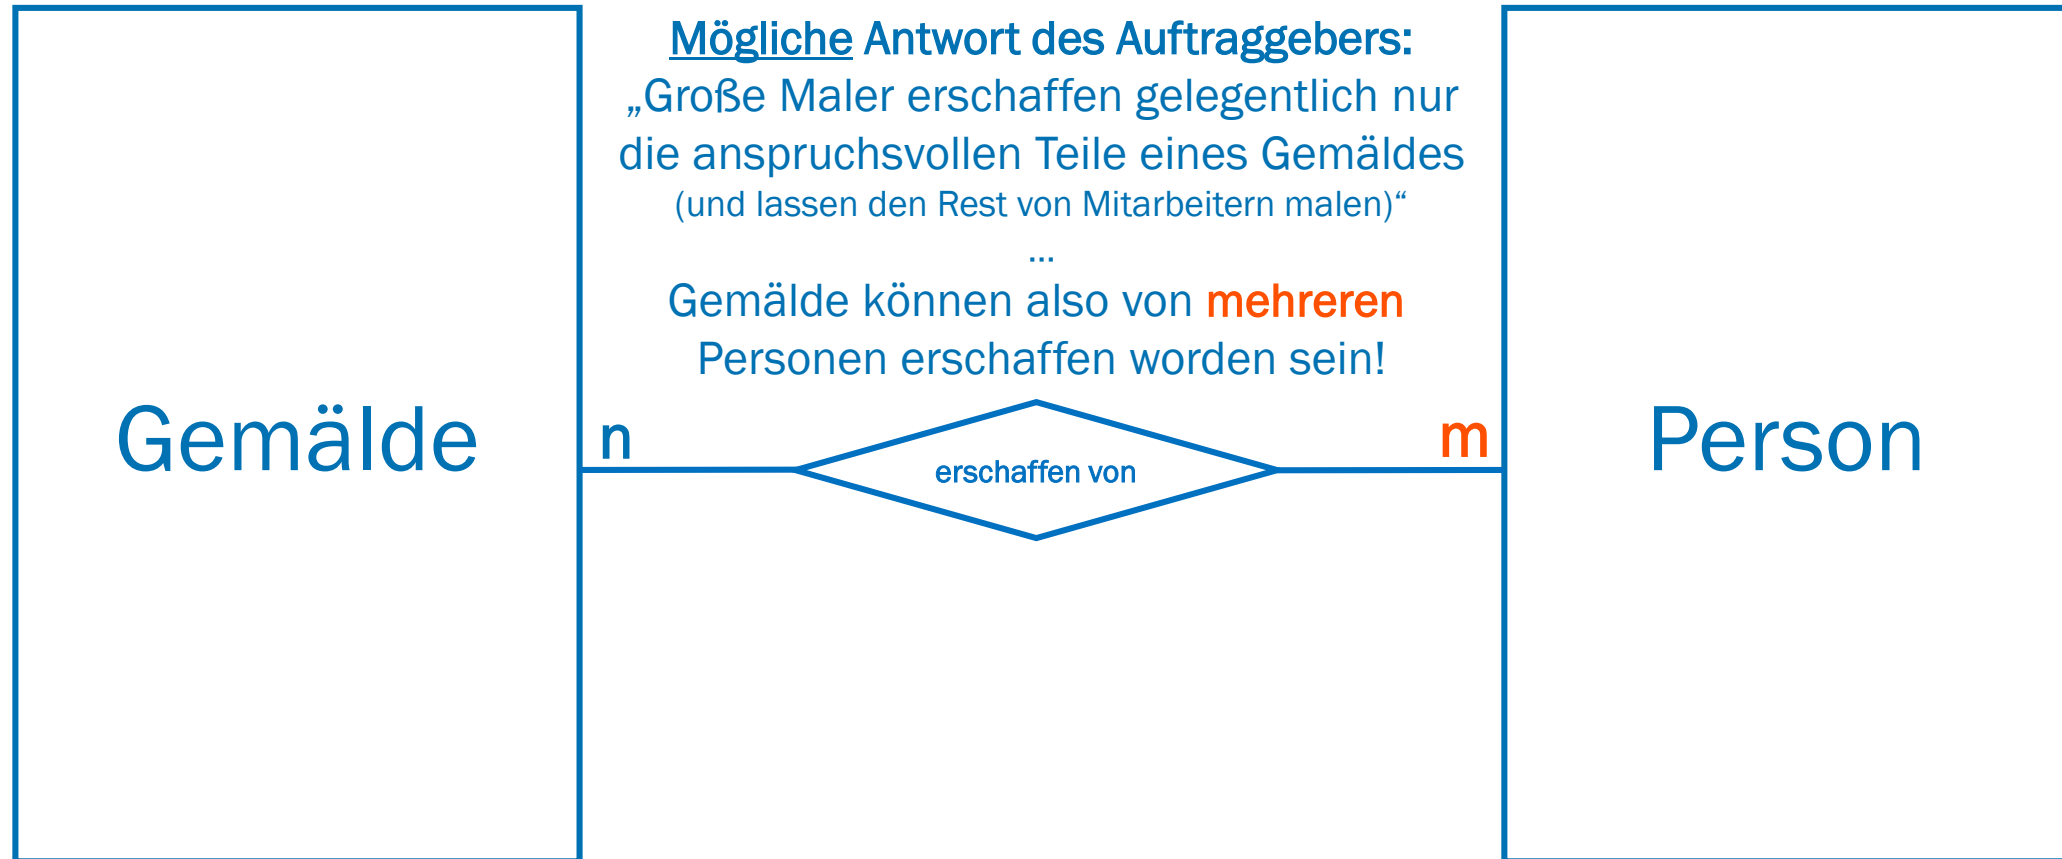 Mögliche Antwort des Auftraggebers:
„Große Maler erschaffen gelegentlich nur
die anspruchsvollen Teile eines Gemäldes
(und lassen den Rest von Mitarbeitern malen)“
...
Gemälde können also von mehreren
Personen erschaffen worden sein!
Gemälde
n
erschaffen von
m
Person